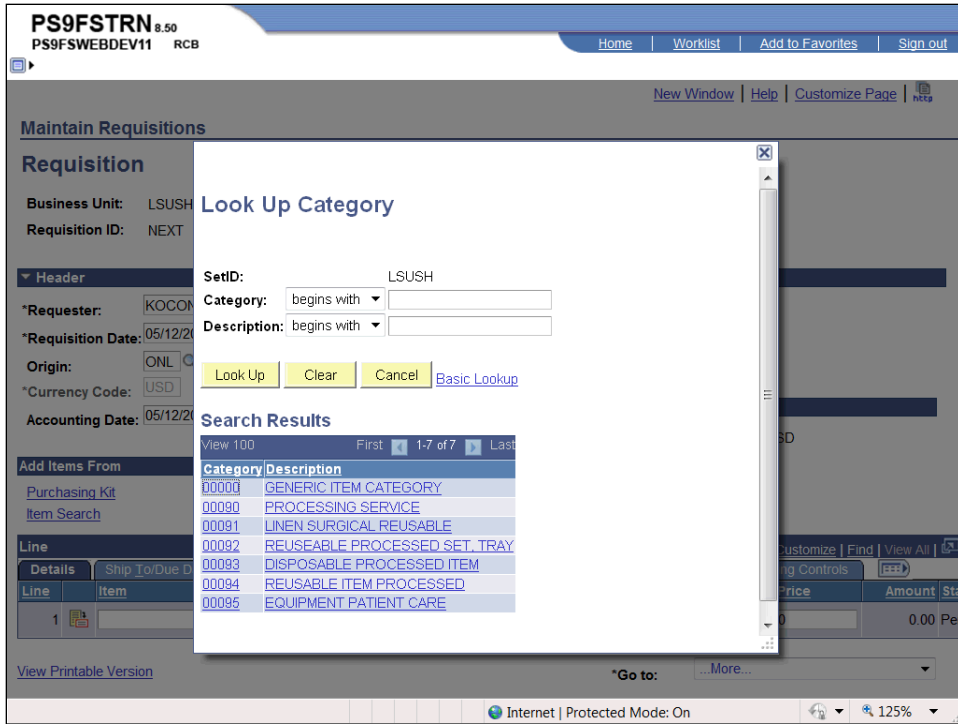 PS9FSTRN 8.50
PS9FSWEBDEV11 RCB
Home | Worklist | Add to Favorites | Sign out
New Window | Help | Customize Page | http
Maintain Requisitions
Requisition
Business Unit: LSUSH
Requisition ID: NEXT
Header
*Requester: KOCON
*Requisition Date: 05/12/20
Origin: ONL
*Currency Code: USD
Accounting Date: 05/12/20
SD
Add Items From
Purchasing Kit
Item Search
Line
Customize | Find | View All |
Details Ship To/Due D ng Controls
Line Item Price Amount Sta
1 0 0.00 Pe
View Printable Version
*Go to: ...More...
Look Up Category
SetID: LSUSH
Category: begins with
Description: begins with
Look Up Clear Cancel Basic Lookup
Search Results
View 100 First 1-7 of 7 Last
Category Description
00000 GENERIC ITEM CATEGORY
00090 PROCESSING SERVICE
00091 LINEN SURGICAL REUSABLE
00092 REUSEABLE PROCESSED SET, TRAY
00093 DISPOSABLE PROCESSED ITEM
00094 REUSABLE ITEM PROCESSED
00095 EQUIPMENT PATIENT CARE
Internet | Protected Mode: On 125%